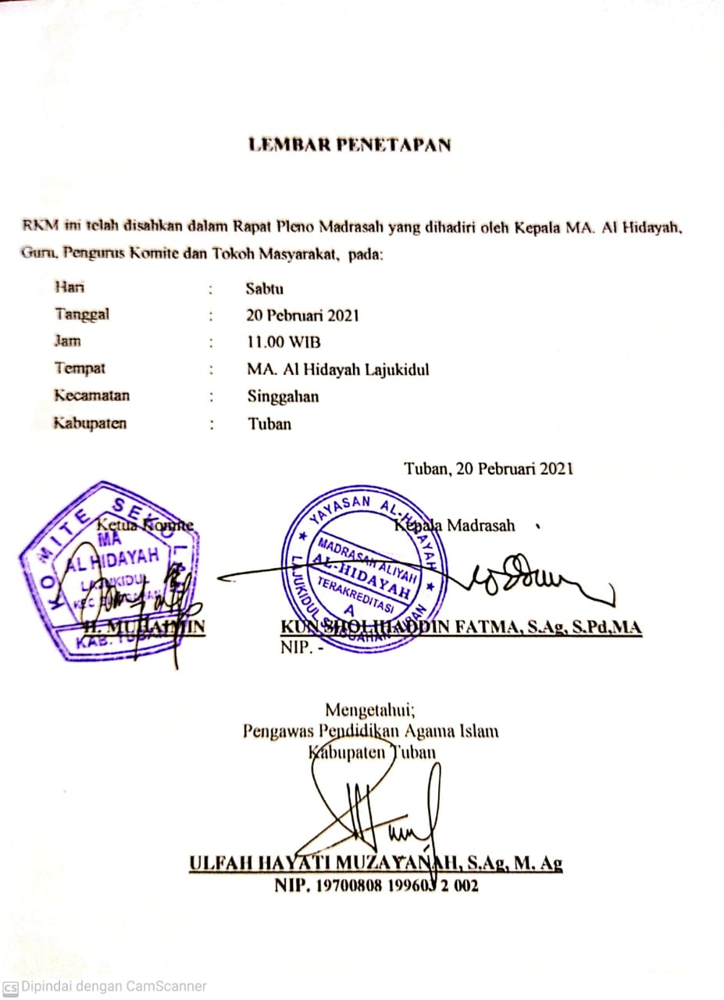 LEMBAR PENETAPAN
RKM ini telah disahkan dalam Rapat Pleno Madrasah yang dihadiri oleh Kepala MA. Al Hidayah,
Guru, Pengurus Komite dan Tokoh Masyarakat, pada:
Hari : Sabtu
Tanggal : 20 Pebruari 2021
Jam : 11.00 WIB
Tempat : MA. Al Hidayah Lajukidul
Kecamatan : Singgahan
Kabupaten : Tuban
Tuban, 20 Pebruari 2021
Ketua Komite
KOMITE SEKOLAH
MA
AL HIDAYAH
LAJUKIDUL
KEC. SINGGAHAN
KAB. TUBAN
H. MUHAIMIN
Kepala Madrasah
YAYASAN AL-HIDAYAH
MADRASAH ALIYAH
AL-HIDAYAH
TERAKREDITASI
A
LAJUKIDUL SINGGAHAN TUBAN
KUN SHOLIHADDIN FATMA, S.Ag, S.Pd,MA
NIP. -
Mengetahui;
Pengawas Pendidikan Agama Islam
Kabupaten Tuban
ULFAH HAYATI MUZAYANAH, S.Ag, M. Ag
NIP. 19700808 199603 2 002
CS Dipindai dengan CamScanner